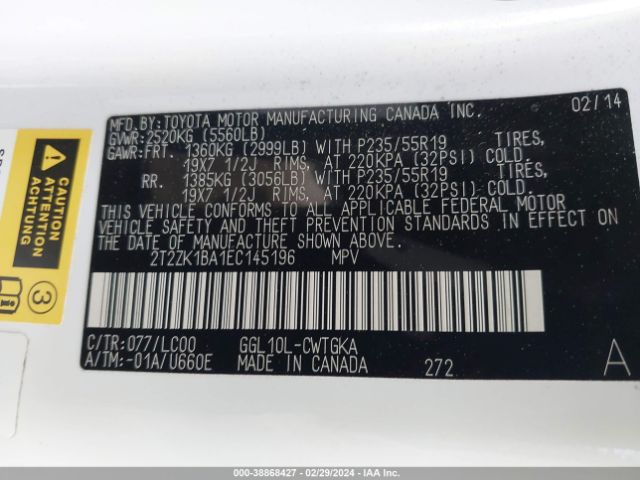 MFD.BY:TOYOTA MOTOR MANUFACTURING CANADA INC. 02/14
GVWR:2520KG (5560LB)
GAWR:FRT. 1360KG (2999LB) WITH P235/55R19 TIRES,
19X7 1/2J RIMS, AT 220KPA (32PSI) COLD.
RR. 1385KG (3056LB) WITH P235/55R19 TIRES,
19X7 1/2J RIMS, AT 220KPA (32PSI) COLD.
THIS VEHICLE CONFORMS TO ALL APPLICABLE FEDERAL MOTOR
VEHICLE SAFETY AND THEFT PREVENTION STANDARDS IN EFFECT
ON THE DATE OF MANUFACTURE SHOWN ABOVE.
2T2ZK1BA1EC145196 MPV
C/TR:077/LC00 GGL10L-CWTGKA
A/TM:-01A/U660E MADE IN CANADA 272 A
CAUTION
ATTENTION
ACHTUNG
3
© - 38868427 - 02/29/2024 - IAA Inc.